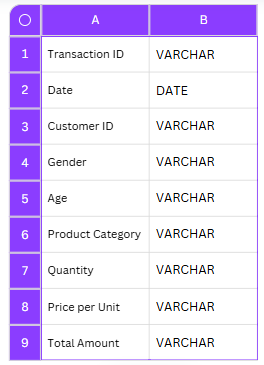 A B
1 Transaction ID VARCHAR
2 Date DATE
3 Customer ID VARCHAR
4 Gender VARCHAR
5 Age VARCHAR
6 Product Category VARCHAR
7 Quantity VARCHAR
8 Price per Unit VARCHAR
9 Total Amount VARCHAR